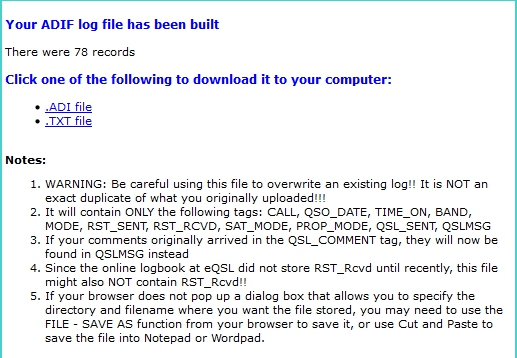 Your ADIF log file has been built
There were 78 records
Click one of the following to download it to your computer:
• .ADI file
• .TXT file
Notes:
1. WARNING: Be careful using this file to overwrite an existing log!! It is NOT an
exact duplicate of what you originally uploaded!!!
2. It will contain ONLY the following tags: CALL, QSO_DATE, TIME_ON, BAND,
MODE, RST_SENT, RST_RCVD, SAT_MODE, PROP_MODE, QSL_SENT, QSLMSG
3. If your comments originally arrived in the QSL_COMMENT tag, they will now be
found in QSLMSG instead
4. Since the online logbook at eQSL did not store RST_Rcvd until recently, this file
might also NOT contain RST_Rcvd!!
5. If your browser does not pop up a dialog box that allows you to specify the
directory and filename where you want the file stored, you may need to use the
FILE - SAVE AS function from your browser to save it, or use Cut and Paste to
save the file into Notepad or Wordpad.